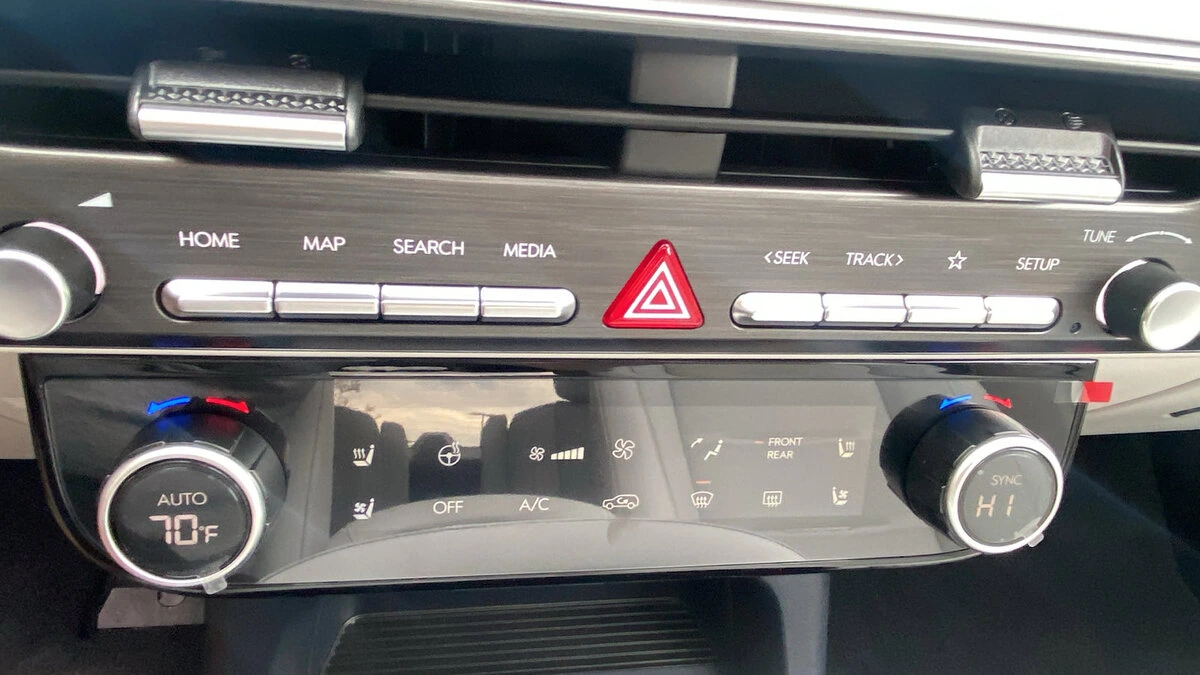 HOME
MAP
SEARCH
MEDIA
<SEEK
TRACK>
SETUP
TUNE
AUTO
70°F
OFF
A/C
FRONT
REAR
SYNC
HI